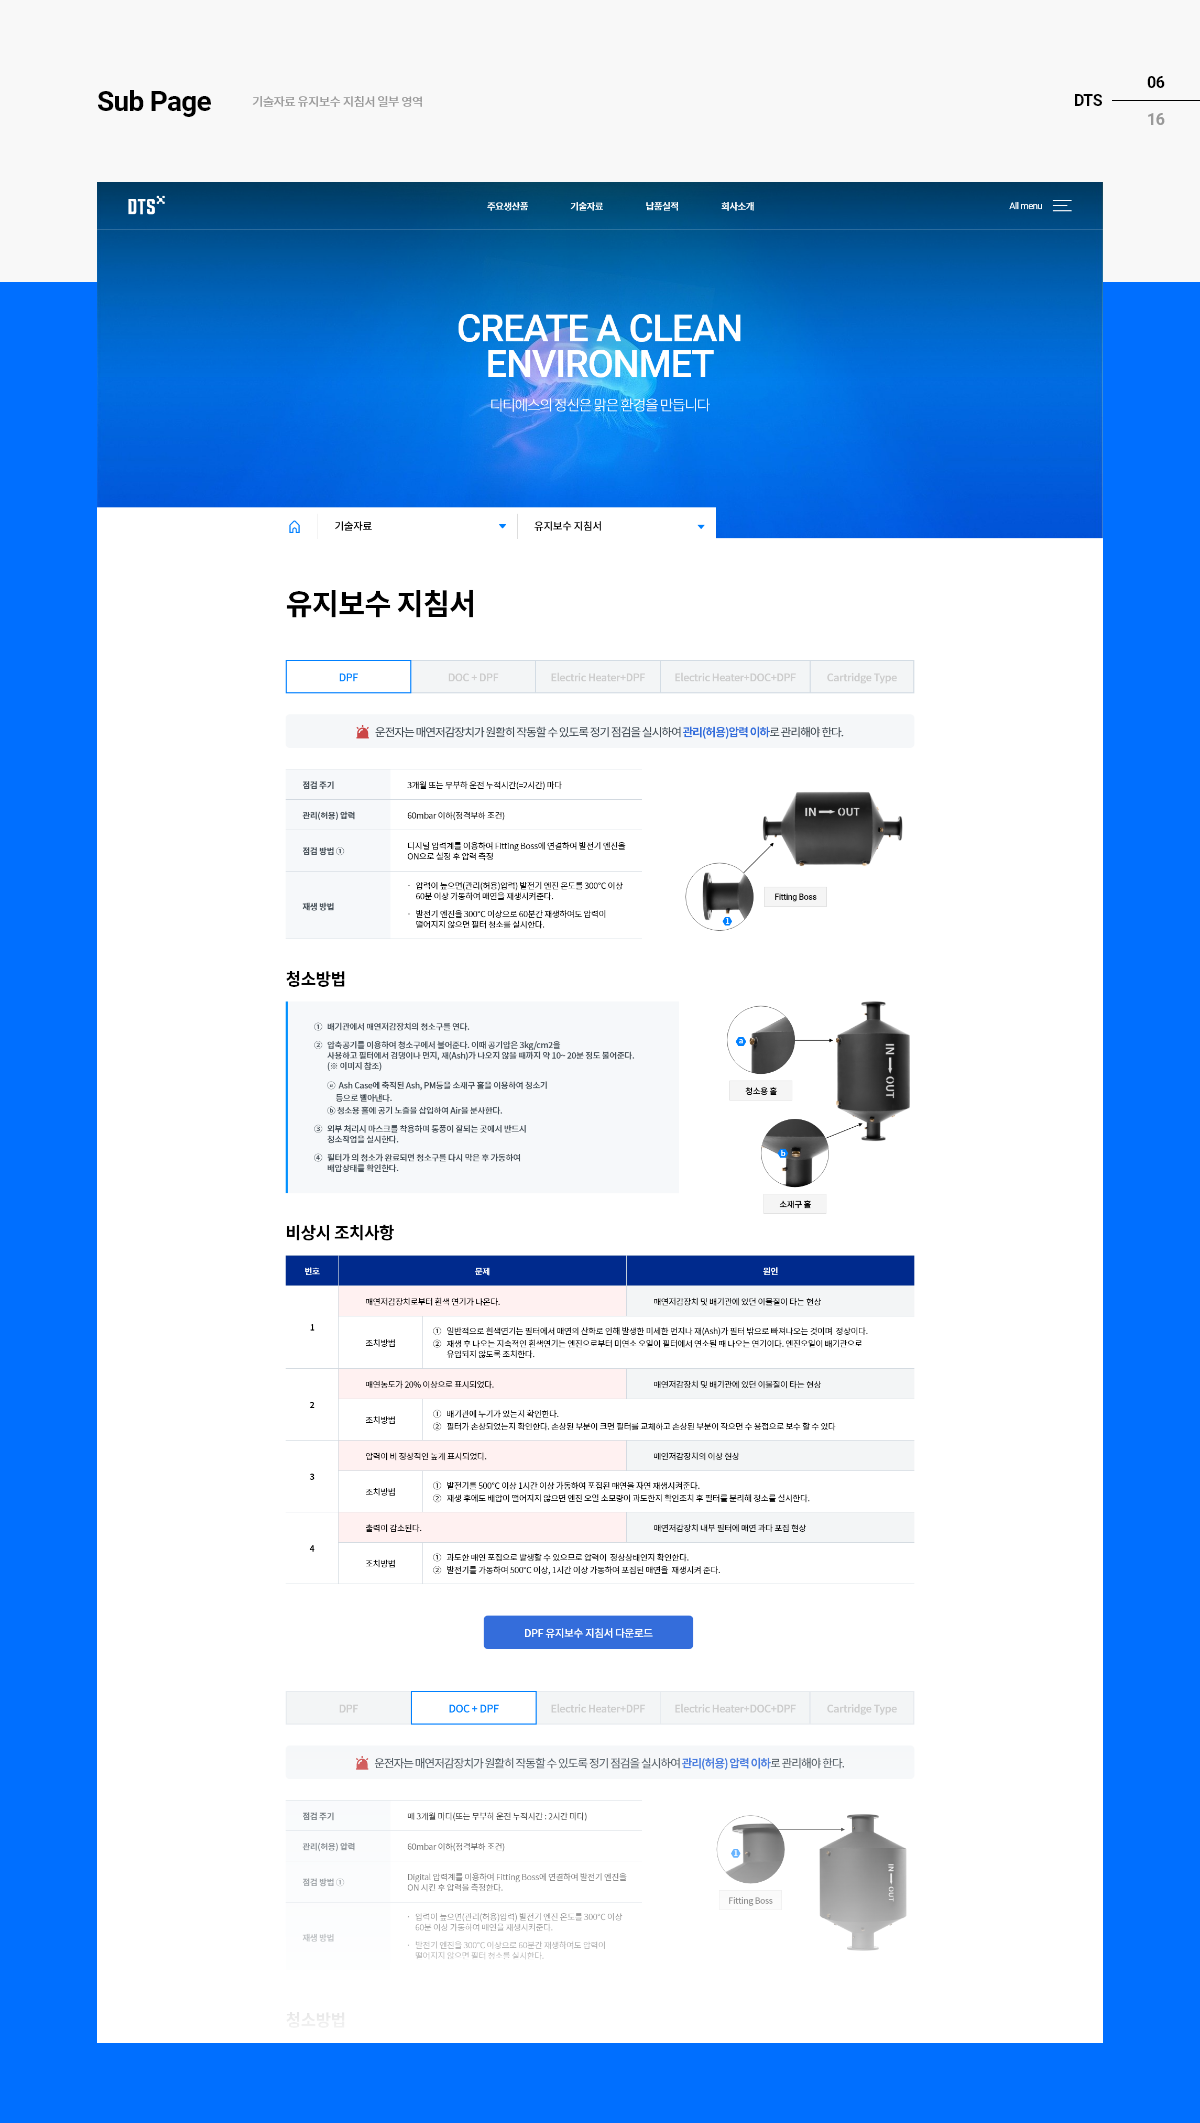 Sub Page
기술자료 유지보수 지침서 일부 영역
DTS
06
16
DTS
주요생산품
기술자료
납품실적
회사소개
All menu
CREATE A CLEAN
ENVIRONMET
디티에스의 정신은 맑은 환경을 만듭니다
기술자료
유지보수 지침서
유지보수 지침서
DPF
DOC + DPF
Electric Heater+DPF
Electric Heater+DOC+DPF
Cartridge Type
운전자는 매연저감장치가 원활히 작동할 수 있도록 정기 점검을 실시하여 관리(허용)압력 이하로 관리해야 한다.
점검 주기
3개월 또는 무부하 운전 누적시간(=2시간) 마다
관리(허용) 압력
60mbar 이하(정격부하 조건)
점검 방법 ①
디지털 압력계를 이용하여 Fitting Boss에 연결하여 발전기 엔진을
ON으로 설정 후 압력 측정
재생 방법
· 압력이 높으면(관리(허용)압력) 발전기 엔진 온도를 300°C 이상
60분 이상 가동하여 매연을 재생시켜준다.
· 발전기 엔진을 300°C 이상으로 60분간 재생하여도 압력이
떨어지지 않으면 필터 청소를 실시한다.
IN OUT
1
Fitting Boss
청소방법
① 배기관에서 매연저감장치의 청소구를 연다.
② 압축공기를 이용하여 청소구에서 불어준다. 이때 공기압은 3kg/cm2을
사용하고 필터에서 검댕이나 먼지, 재(Ash)가 나오지 않을 때까지 약 10~ 20분 정도 불어준다.
(※ 이미지 참조)
ⓐ Ash Case에 축적된 Ash, PM등을 소재구 홀을 이용하여 청소기
등으로 빨아낸다.
ⓑ 청소용 홀에 공기 노즐을 삽입하여 Air을 분사한다.
③ 외부 처리시 마스크를 착용하며 통풍이 잘되는 곳에서 반드시
청소작업을 실시한다.
④ 필터가 의 청소가 완료되면 청소구를 다시 막은 후 가동하여
배압상태를 확인한다.
a
청소용 홀
IN OUT
b
소재구 홀
비상시 조치사항
번호
문제
원인
1
매연저감장치로부터 흰색 연기가 나온다.
매연저감장치 및 배기관에 있던 이물질이 타는 현상
조치방법
① 일반적으로 흰색연기는 필터에서 매연의 산화로 인해 발생한 미세한 먼지나 재(Ash)가 필터 밖으로 빠져나오는 것이며 정상이다.
② 재생 후 나오는 지속적인 흰색연기는 엔진으로부터 미연소 오일이 필터에서 연소될 때 나오는 연기이다. 엔진오일이 배기관으로
유입되지 않도록 조치한다.
2
매연농도가 20% 이상으로 표시되었다.
매연저감장치 및 배기관에 있던 이물질이 타는 현상
조치방법
① 배기관에 누기가 있는지 확인한다.
② 필터가 손상되었는지 확인한다. 손상된 부분이 크면 필터를 교체하고 손상된 부분이 적으면 수 용접으로 보수 할 수 있다
3
압력이 비 정상적인 높게 표시되었다.
매연저감장치의 이상 현상
조치방법
① 발전기를 500°C 이상 1시간 이상 가동하여 포집된 매연을 자연 재생시켜준다.
② 재생 후에도 배압이 떨어지지 않으면 엔진 오일 소모량이 과도한지 확인조치 후 필터를 분리해 청소를 실시한다.
4
출력이 감소된다.
매연저감장치 내부 필터에 매연 과다 포집 현상
조치방법
① 과도한 매연 포집으로 발생할 수 있으므로 압력이 정상상태인지 확인한다.
② 발전기를 가동하여 500°C 이상, 1시간 이상 가동하여 포집된 매연을 재생시켜 준다.
DPF 유지보수 지침서 다운로드
DPF
DOC + DPF
Electric Heater+DPF
Electric Heater+DOC+DPF
Cartridge Type
운전자는 매연저감장치가 원활히 작동할 수 있도록 정기 점검을 실시하여 관리(허용) 압력 이하로 관리해야 한다.
점검 주기
매 3개월 마다(또는 무부하 운전 누적시간 : 2시간 마다)
관리(허용) 압력
60mbar 이하(정격부하 조건)
점검 방법 ①
Digital 압력계를 이용하여 Fitting Boss에 연결하여 발전기 엔진을
ON 시킨 후 압력을 측정한다.
재생 방법
· 압력이 높으면(관리(허용)압력) 발전기 엔진 온도를 300°C 이상
60분 이상 가동하여 매연을 재생시켜준다.
· 발전기 엔진을 300°C 이상으로 60분간 재생하여도 압력이
떨어지지 않으면 필터 청소를 실시한다.
1
Fitting Boss
IN OUT
청소방법